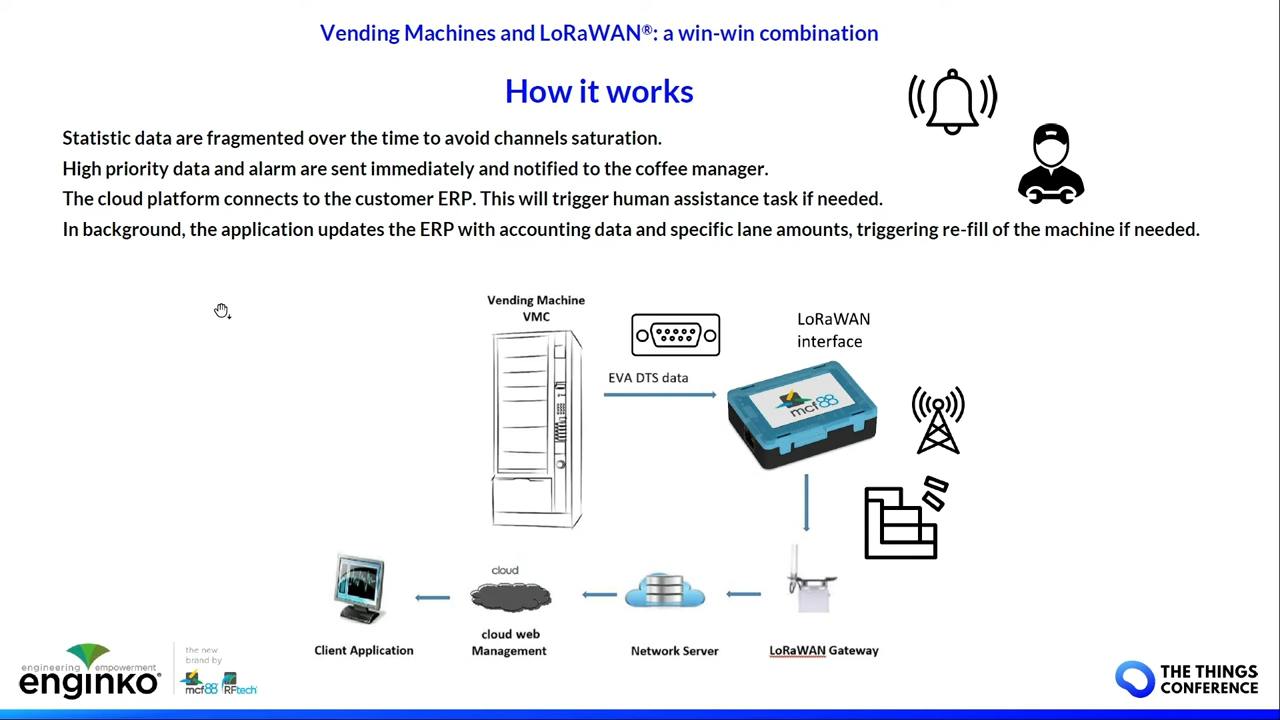 Vending Machines and LoRaWAN®: a win-win combination
How it works
Statistic data are fragmented over the time to avoid channels saturation.
High priority data and alarm are sent immediately and notified to the coffee manager.
The cloud platform connects to the customer ERP. This will trigger human assistance task if needed.
In background, the application updates the ERP with accounting data and specific lane amounts, triggering re-fill of the machine if needed.
Vending Machine
VMC
EVA DTS data
LoRaWAN
interface
mcf88
cloud
Client Application
cloud web
Management
Network Server
LoRaWAN Gateway
engineering empowerment
enginko®
the new
brand by
mcf88 RFtech
THE THINGS
CONFERENCE